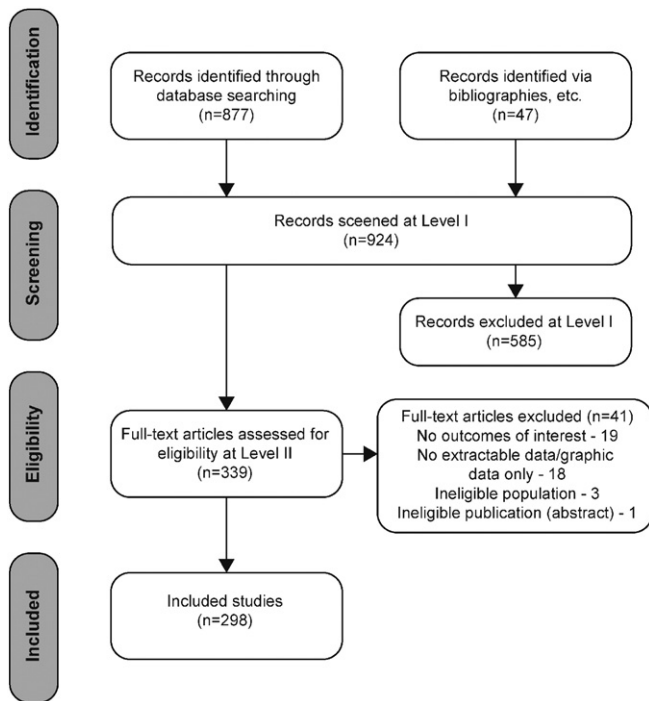 Identification
Records identified through
database searching
(n=877)
Records identified via
bibliographies, etc.
(n=47)
Screening
Records sceened at Level I
(n=924)
Records excluded at Level I
(n=585)
Eligibility
Full-text articles assessed for
eligibility at Level II
(n=339)
Full-text articles excluded (n=41)
No outcomes of interest - 19
No extractable data/graphic
data only - 18
Ineligible population - 3
Ineligible publication (abstract) - 1
Included
Included studies
(n=298)